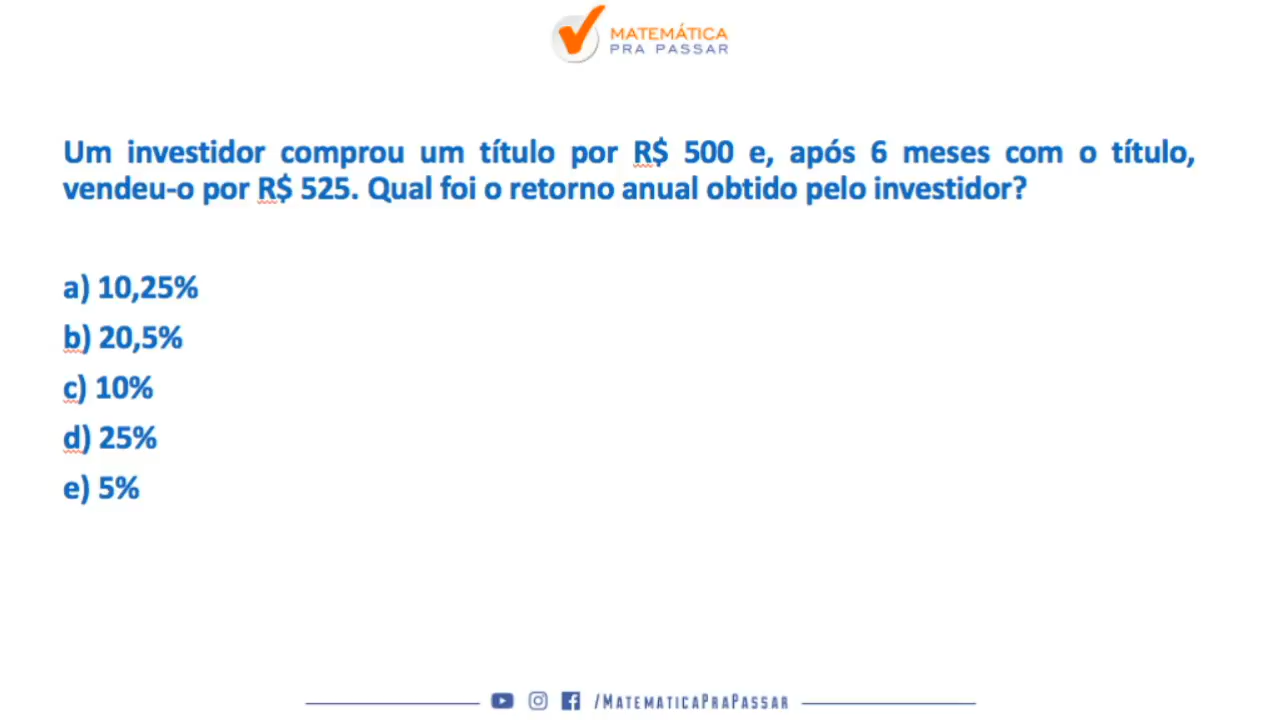 MATEMÁTICA
PRA PASSAR
Um investidor comprou um título por R$ 500 e, após 6 meses com o título,
vendeu-o por R$ 525. Qual foi o retorno anual obtido pelo investidor?
a) 10,25%
b) 20,5%
c) 10%
d) 25%
e) 5%
/MATEMATICAPRAPASSAR